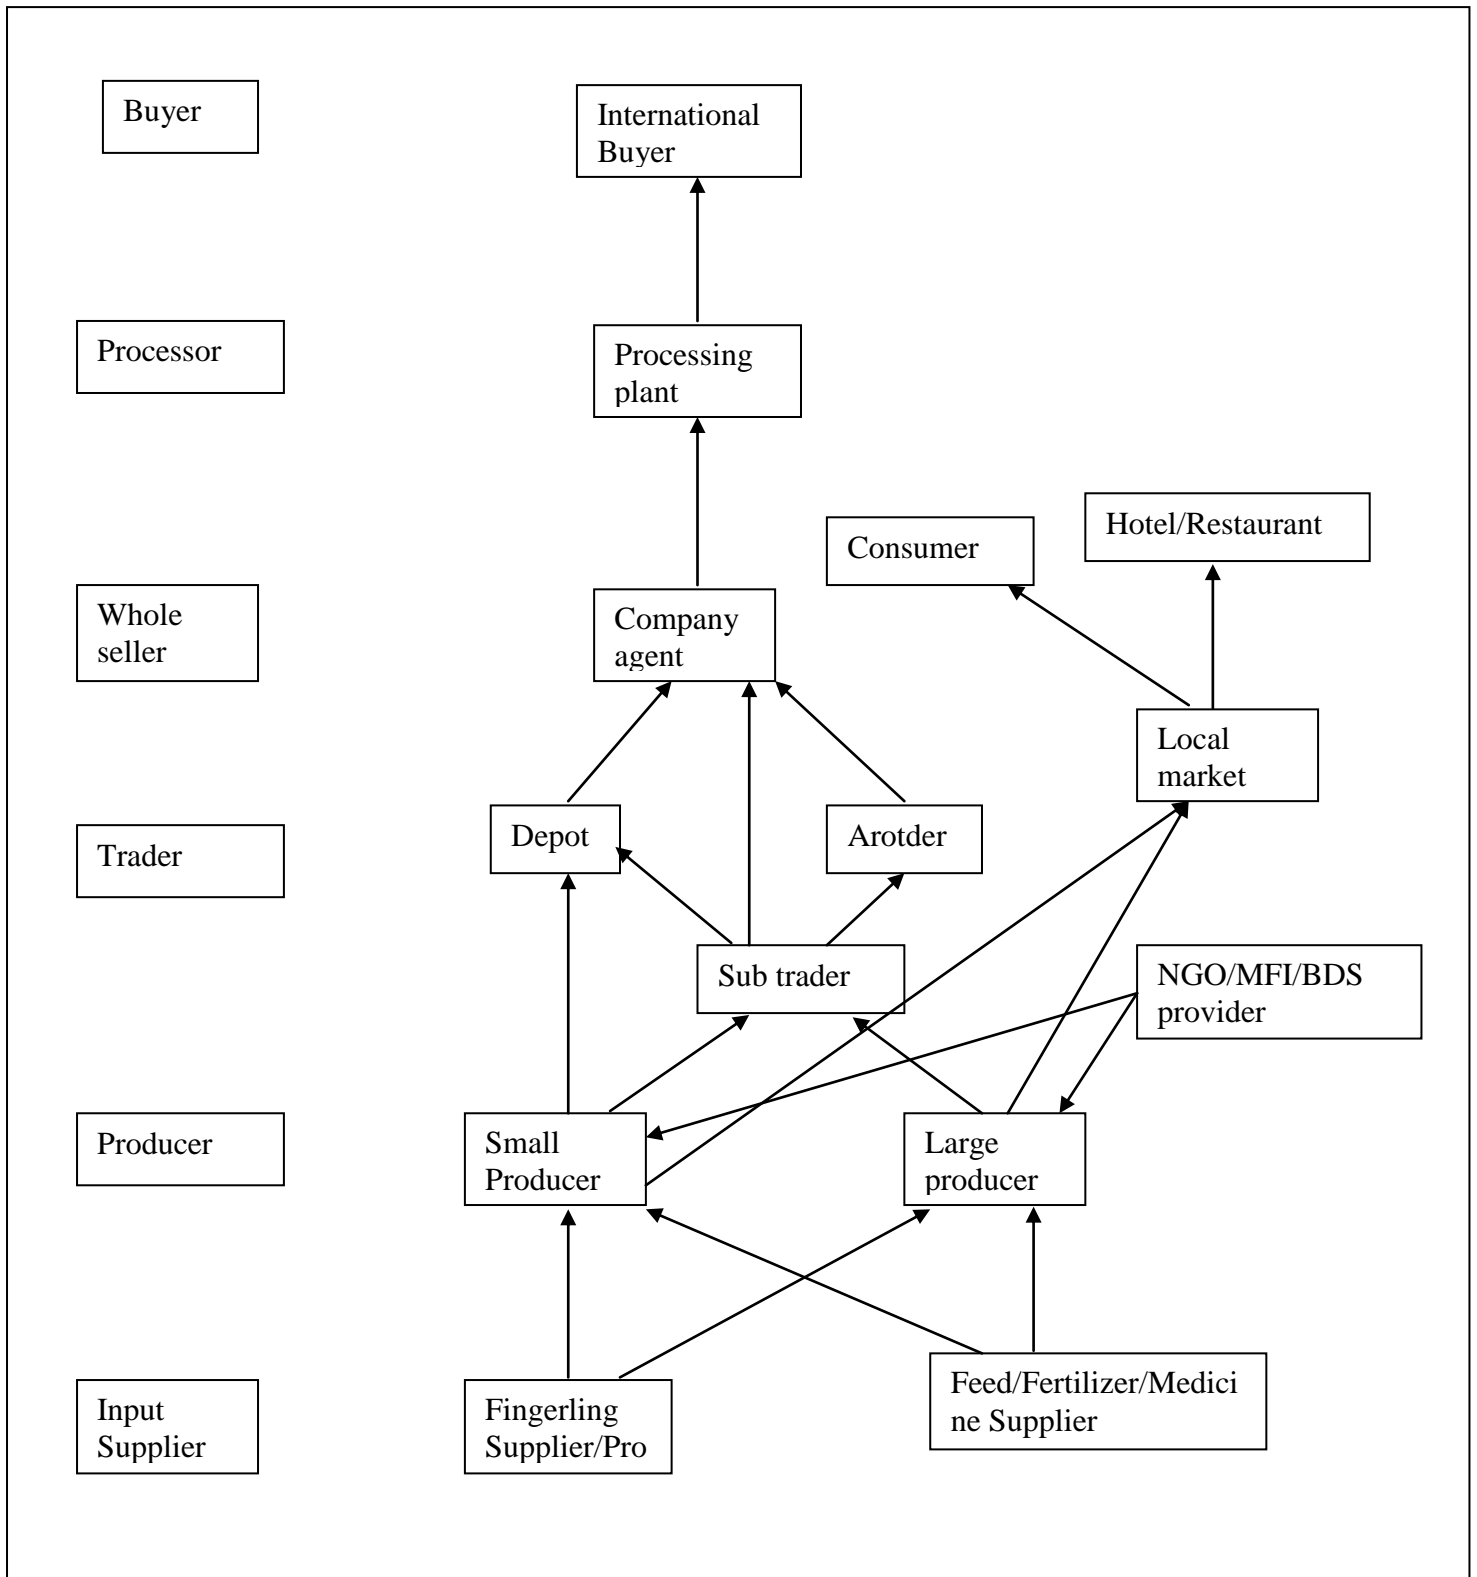 Buyer
International
Buyer
Processor
Processing
plant
Hotel/Restaurant
Consumer
Whole
seller
Company
agent
Local
market
Depot
Arotder
Trader
Sub trader
NGO/MFI/BDS
provider
Producer
Small
Producer
Large
producer
Feed/Fertilizer/Medici
ne Supplier
Input
Supplier
Fingerling
Supplier/Pro